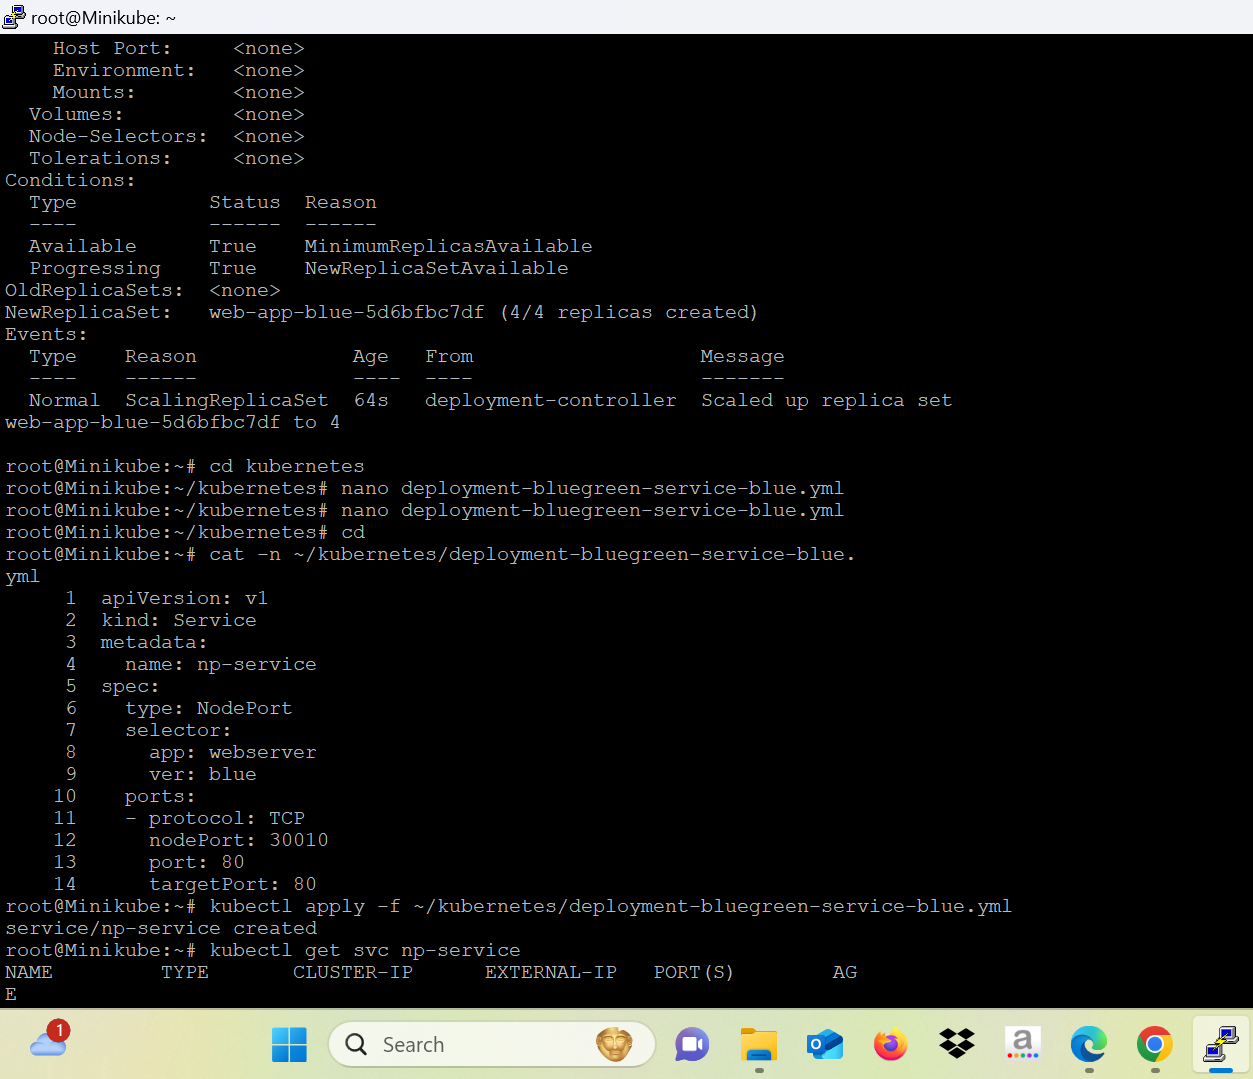 root@Minikube: ~
Host Port: <none>
Environment: <none>
Mounts: <none>
Volumes: <none>
Node-Selectors: <none>
Tolerations: <none>
Conditions:
Type Status Reason
---- ------ ------
Available True MinimumReplicasAvailable
Progressing True NewReplicaSetAvailable
OldReplicaSets: <none>
NewReplicaSet: web-app-blue-5d6bfbc7df (4/4 replicas created)
Events:
Type Reason Age From Message
---- ------ ---- ---- -------
Normal ScalingReplicaSet 64s deployment-controller Scaled up replica set
web-app-blue-5d6bfbc7df to 4
root@Minikube:~# cd kubernetes
root@Minikube:~/kubernetes# nano deployment-bluegreen-service-blue.yml
root@Minikube:~/kubernetes# nano deployment-bluegreen-service-blue.yml
root@Minikube:~/kubernetes# cd
root@Minikube:~# cat -n ~/kubernetes/deployment-bluegreen-service-blue.
yml
1 apiVersion: v1
2 kind: Service
3 metadata:
4 name: np-service
5 spec:
6 type: NodePort
7 selector:
8 app: webserver
9 ver: blue
10 ports:
11 - protocol: TCP
12 nodePort: 30010
13 port: 80
14 targetPort: 80
root@Minikube:~# kubectl apply -f ~/kubernetes/deployment-bluegreen-service-blue.yml
service/np-service created
root@Minikube:~# kubectl get svc np-service
NAME TYPE CLUSTER-IP EXTERNAL-IP PORT(S) AG
E
1
Search
a